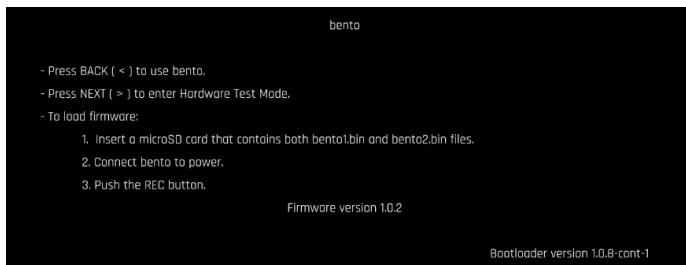 bento
- Press BACK ( < ) to use bento.
- Press NEXT ( > ) to enter Hardware Test Mode.
- To load firmware:
1. Insert a microSD card that contains both bento1.bin and bento2.bin files.
2. Connect bento to power.
3. Push the REC button.
Firmware version 1.0.2
Bootloader version 1.0.8-cont-1